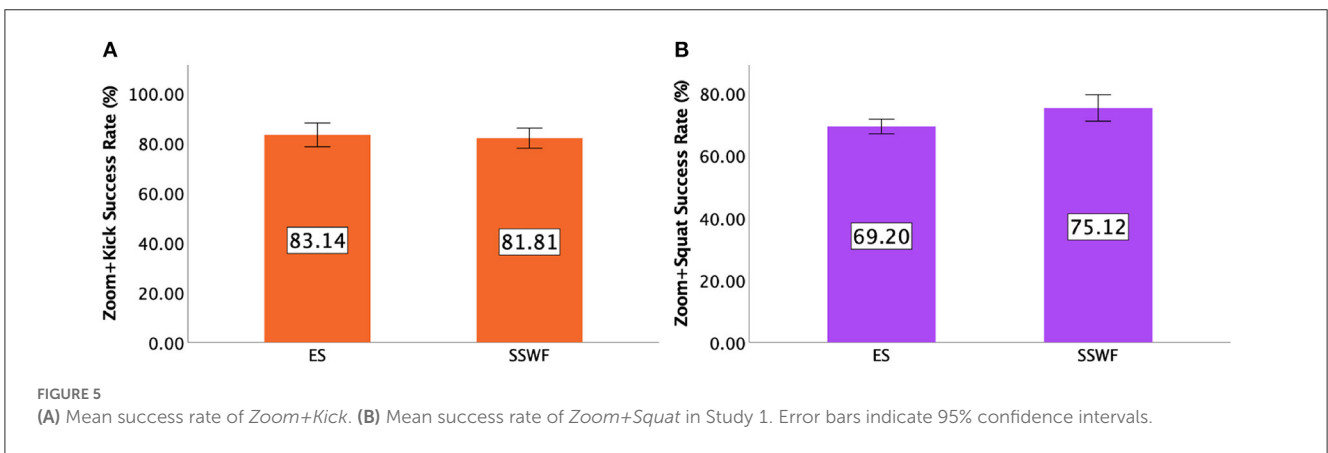 A
Zoom+Kick Success Rate (%)
100.00
80.00
60.00
40.00
20.00
0.00
83.14
81.81
ES
SSWF
B
Zoom+Squat Success Rate (%)
80.00
60.00
40.00
20.00
0.00
69.20
75.12
ES
SSWF
FIGURE 5
(A) Mean success rate of Zoom+Kick. (B) Mean success rate of Zoom+Squat in Study 1. Error bars indicate 95% confidence intervals.